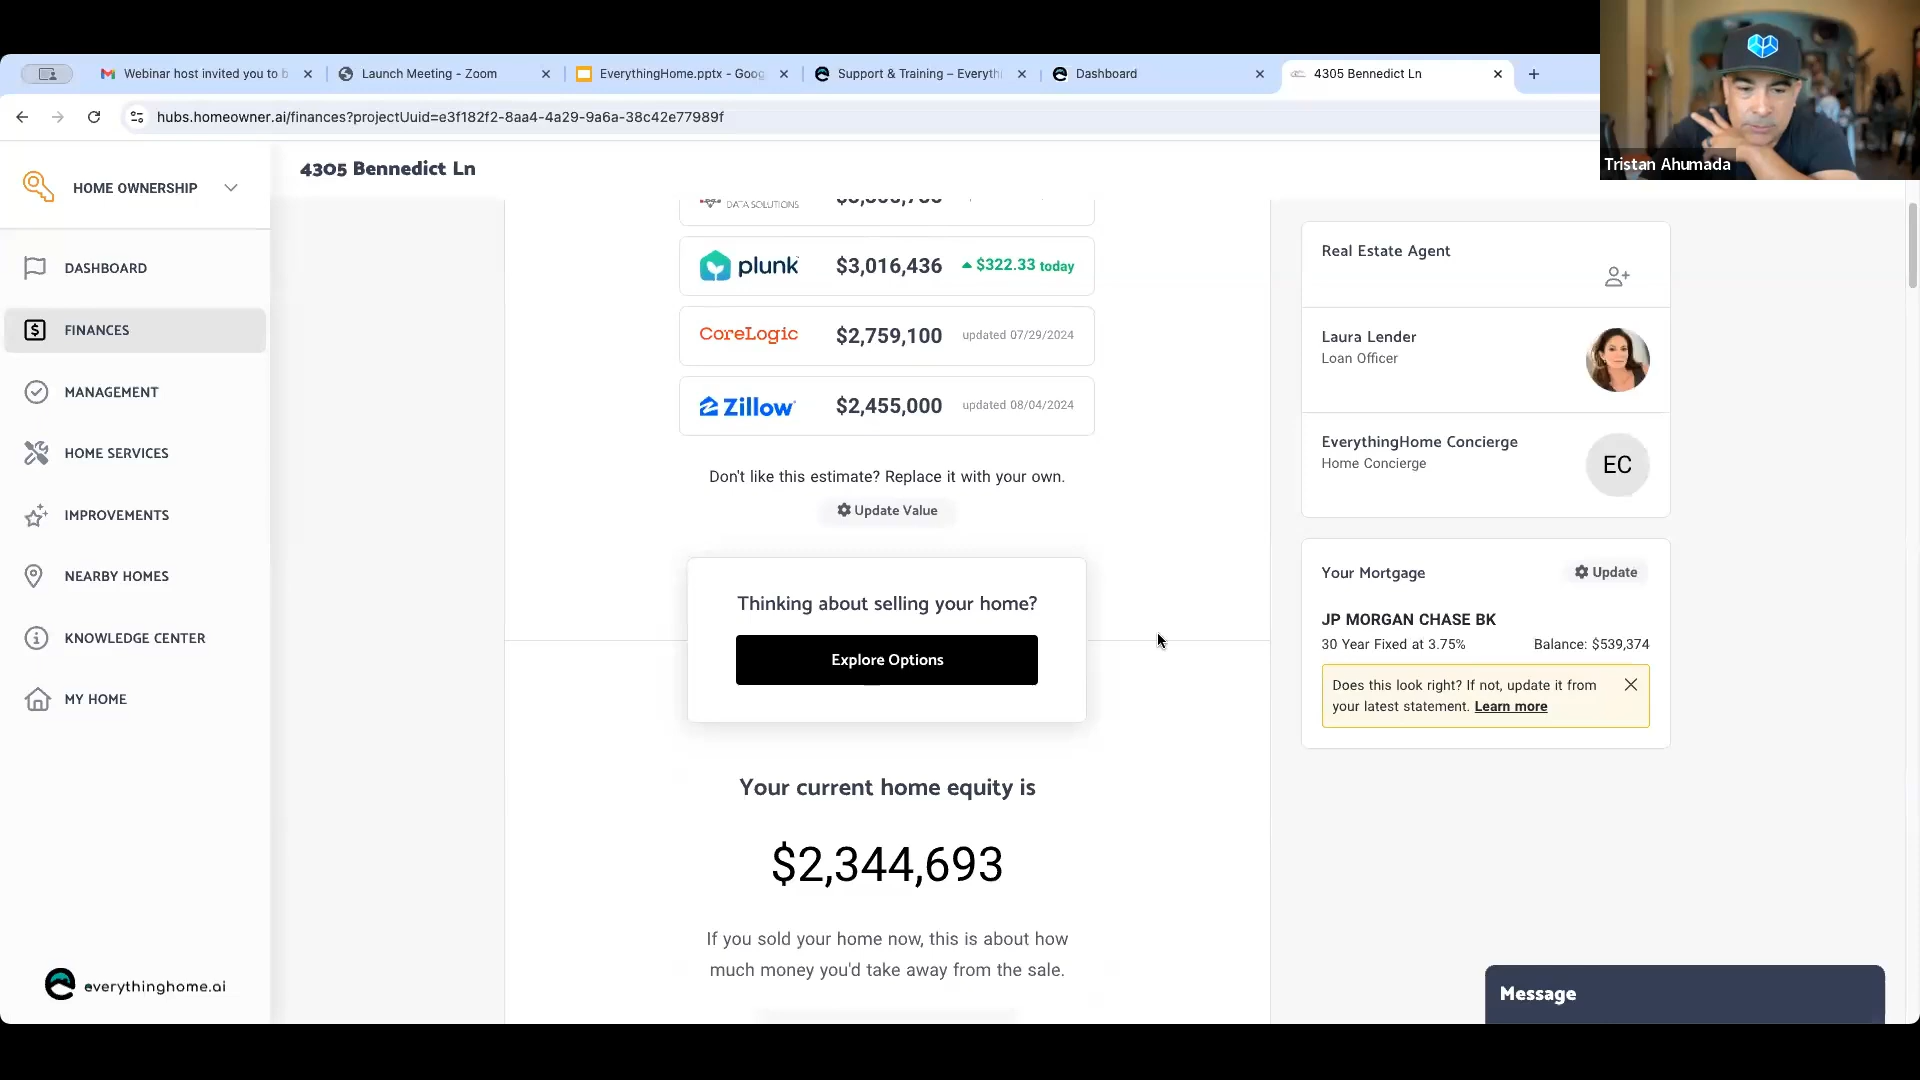 Webinar host invited you to b
Launch Meeting - Zoom
EverythingHome.pptx - Goog
Support & Training – Everyth
Dashboard
4305 Bennedict Ln
hubs.homeowner.ai/finances?projectUuid=e3f182f2-8aa4-4a29-9a6a-38c42e77989f
Tristan Ahumada
HOME OWNERSHIP
DASHBOARD
FINANCES
MANAGEMENT
HOME SERVICES
IMPROVEMENTS
NEARBY HOMES
KNOWLEDGE CENTER
MY HOME
everythinghome.ai
4305 Bennedict Ln
DATA SOLUTIONS
plunk $3,016,436 $322.33 today
CoreLogic $2,759,100 updated 07/29/2024
Zillow $2,455,000 updated 08/04/2024
Don't like this estimate? Replace it with your own.
Update Value
Thinking about selling your home?
Explore Options
Your current home equity is
$2,344,693
If you sold your home now, this is about how
much money you'd take away from the sale.
Real Estate Agent
Laura Lender
Loan Officer
EverythingHome Concierge
Home Concierge
EC
Your Mortgage
Update
JP MORGAN CHASE BK
30 Year Fixed at 3.75% Balance: $539,374
Does this look right? If not, update it from
your latest statement. Learn more
Message